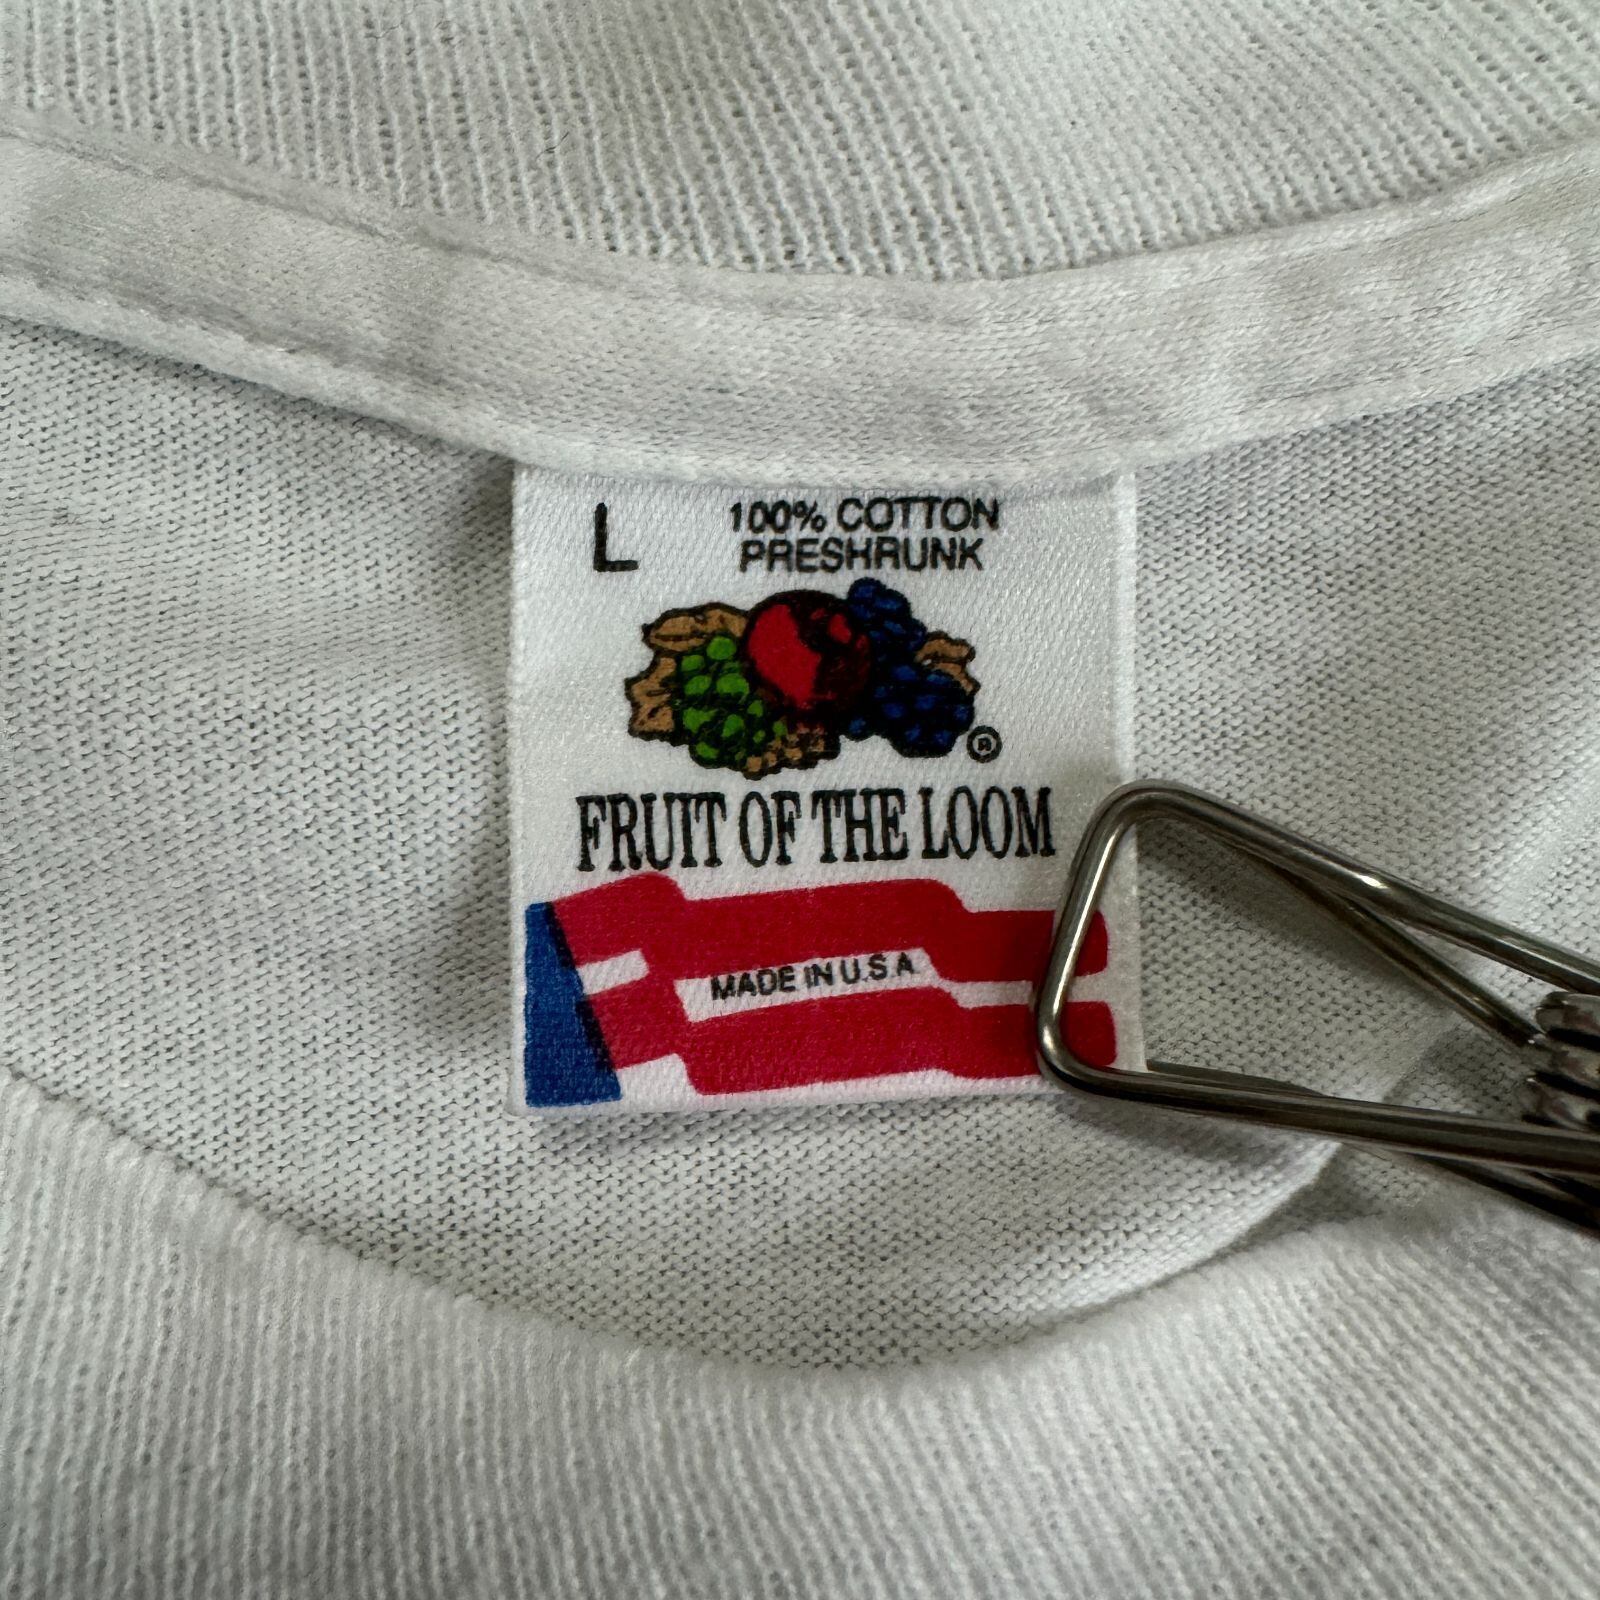 L 100% COTTON
PRESHRUNK
®
FRUIT OF THE LOOM
MADE IN U.S.A